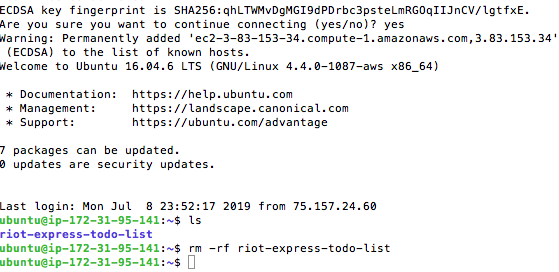 ECDSA key fingerprint is SHA256:qhLTWMvDgMGI9dPDrbc3psteLmRGOqIIJnCV/lgtfxE.
Are you sure you want to continue connecting (yes/no)? yes
Warning: Permanently added 'ec2-3-83-153-34.compute-1.amazonaws.com,3.83.153.34'
 (ECDSA) to the list of known hosts.
Welcome to Ubuntu 16.04.6 LTS (GNU/Linux 4.4.0-1087-aws x86_64)
 * Documentation:  https://help.ubuntu.com
 * Management:     https://landscape.canonical.com
 * Support:        https://ubuntu.com/advantage
7 packages can be updated.
0 updates are security updates.
Last login: Mon Jul  8 23:52:17 2019 from 75.157.24.60
ubuntu@ip-172-31-95-141:~$ ls
riot-express-todo-list
ubuntu@ip-172-31-95-141:~$ rm -rf riot-express-todo-list
ubuntu@ip-172-31-95-141:~$